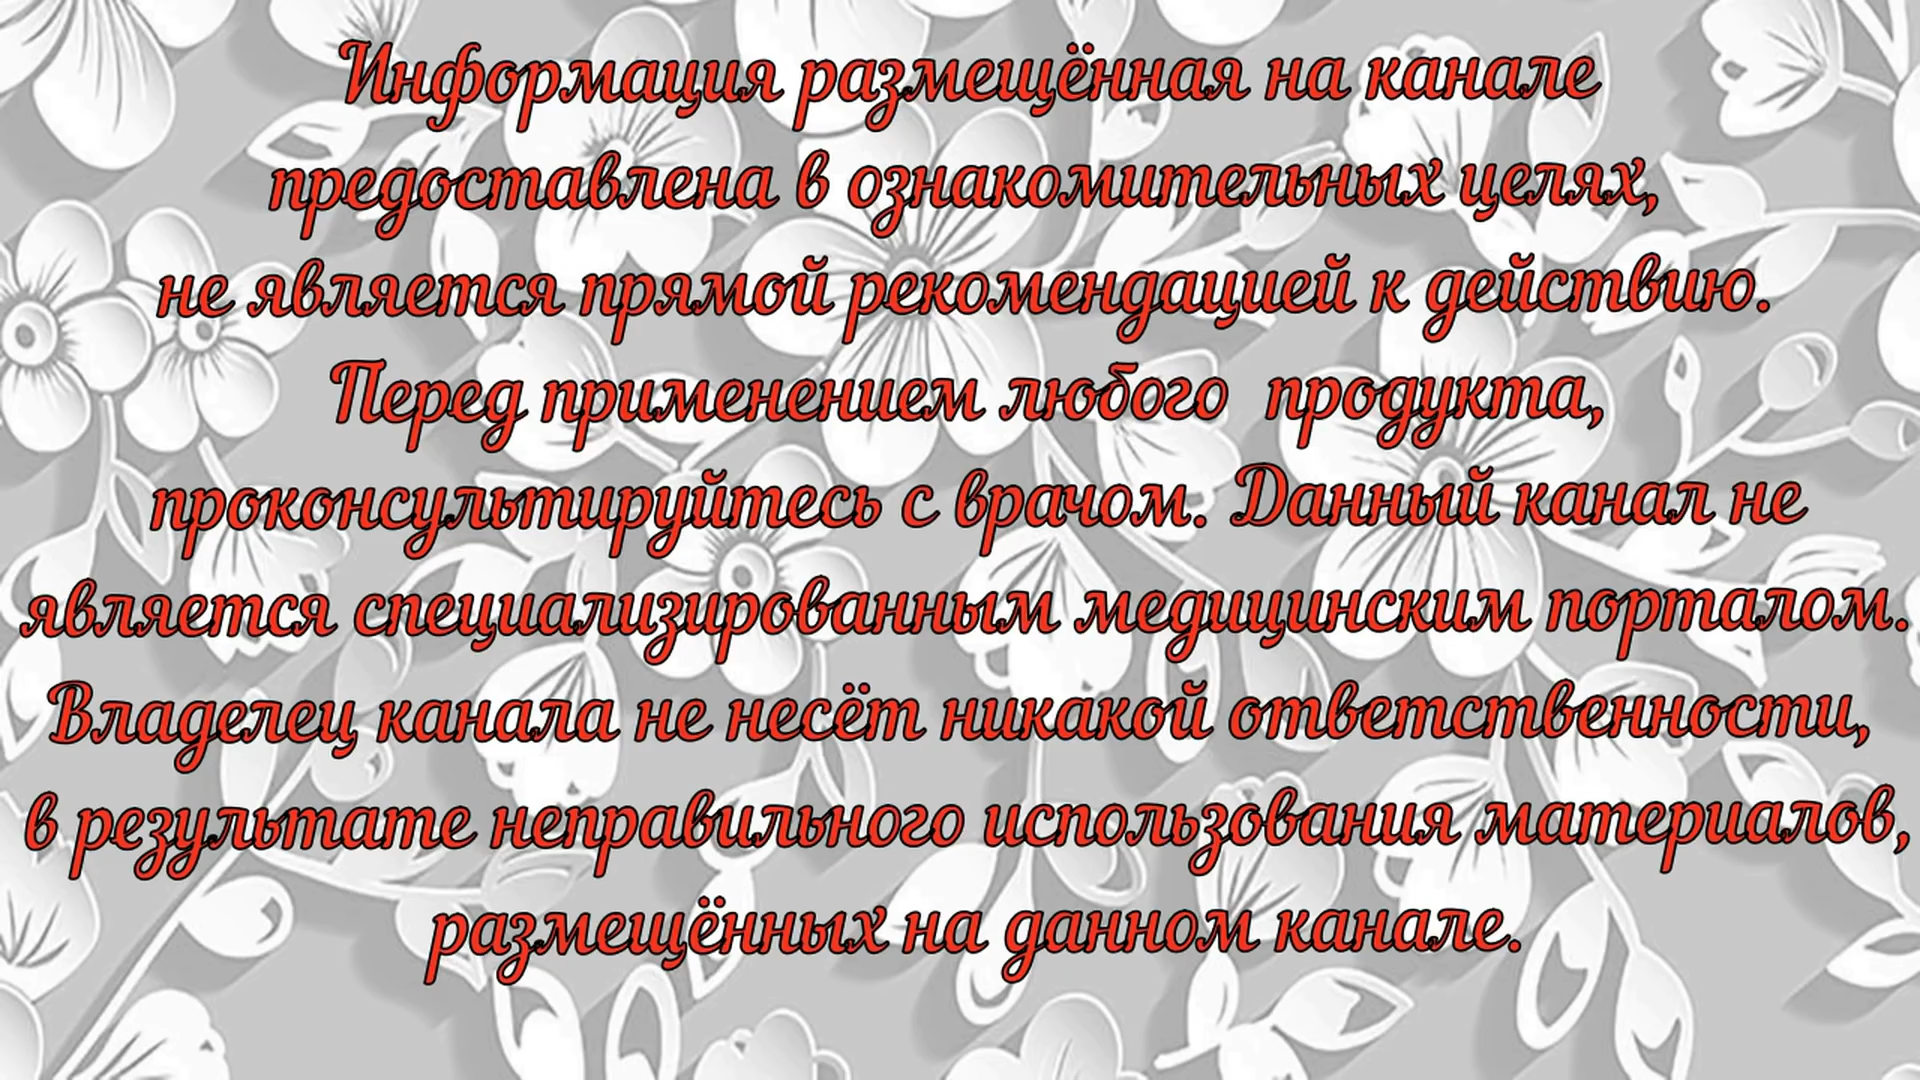 Информация размещённая на канале
предоставлена в ознакомительных целях,
не является прямой рекомендацией к действию.
Перед применением любого продукта,
проконсультируйтесь с врачом. Данный канал не
является специализированным медицинским порталом.
Владелец канала не несёт никакой ответственности,
в результате неправильного использования материалов,
размещённых на данном канале.